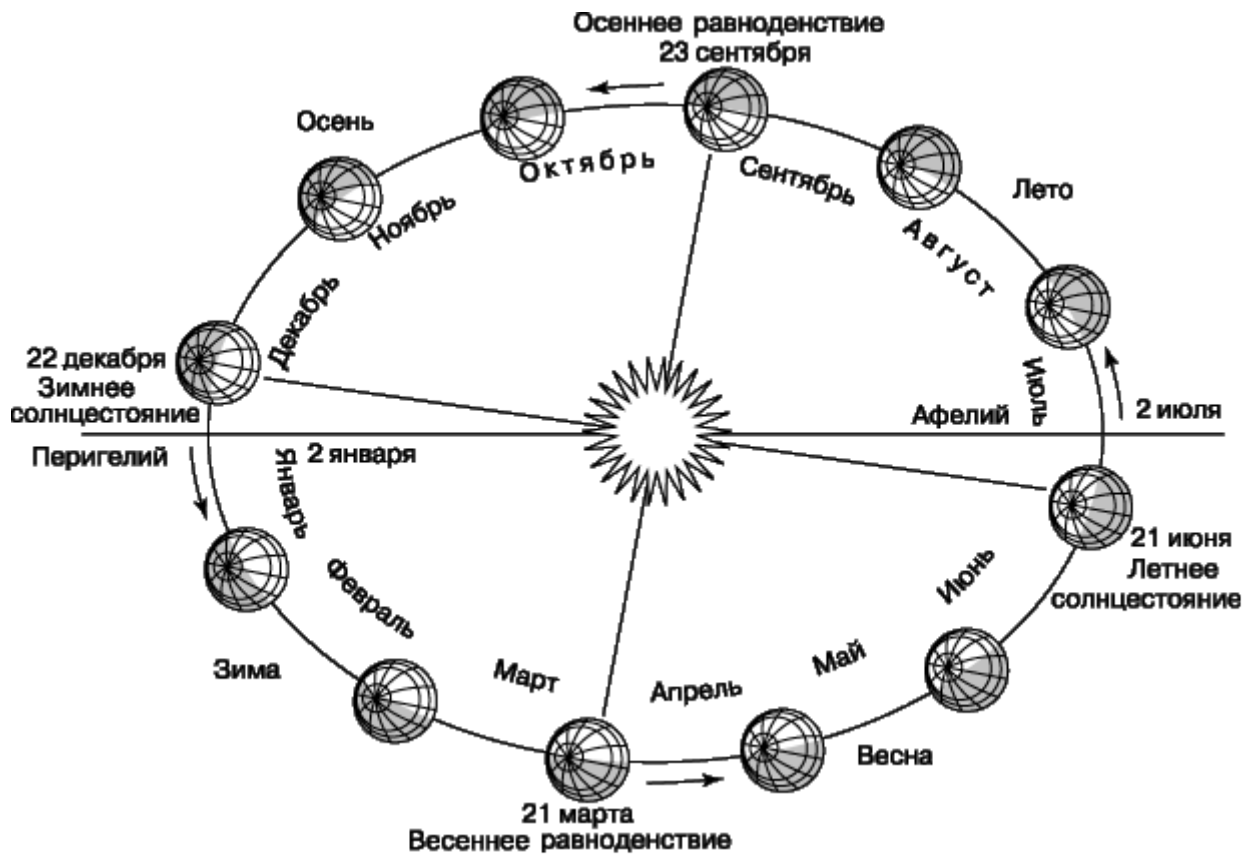 Осеннее равноденствие
23 сентября
Осень
Октябрь
Сентябрь
Лето
Ноябрь
Август
Декабрь
22 декабря
Зимнее
солнцестояние
Июль
Афелий
2 июля
Перигелий
2 января
Январь
21 июня
Летнее
солнцестояние
Июнь
Февраль
Зима
Март
Апрель
Май
Весна
21 марта
Весеннее равноденствие